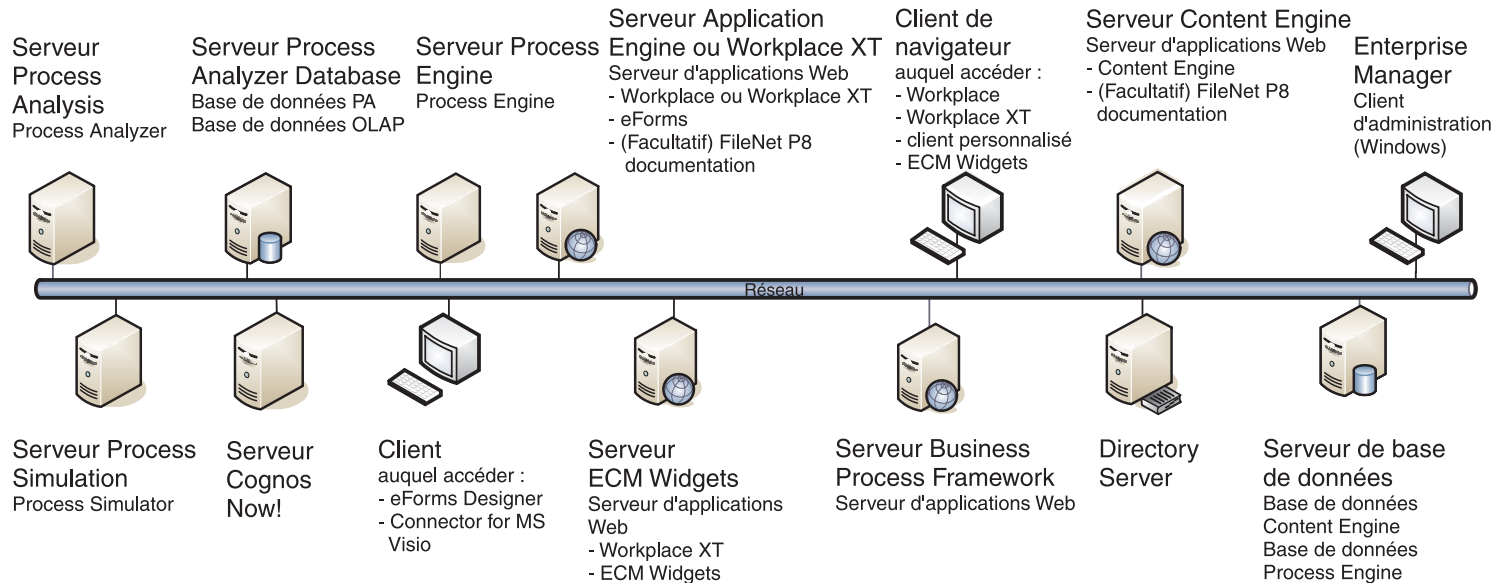 Serveur
Process
Analysis
Process Analyzer
Serveur Process
Analyzer Database
Base de données PA
Base de données OLAP
Serveur Process
Engine
Process Engine
Serveur Application
Engine ou Workplace XT
Serveur d'applications Web
- Workplace ou Workplace XT
- eForms
- (Facultatif) FileNet P8
documentation
Client de
navigateur
auquel accéder :
- Workplace
- Workplace XT
- client personnalisé
- ECM Widgets
Serveur Content Engine
Serveur d'applications Web
- Content Engine
- (Facultatif) FileNet P8
documentation
Enterprise
Manager
Client
d'administration
(Windows)
Réseau
Serveur Process
Simulation
Process Simulator
Serveur
Cognos
Now!
Client
auquel accéder :
- eForms Designer
- Connector for MS
Visio
Serveur
ECM Widgets
Serveur d'applications
Web
- Workplace XT
- ECM Widgets
Serveur Business
Process Framework
Serveur d'applications Web
Directory
Server
Serveur de base
de données
Base de données
Content Engine
Base de données
Process Engine